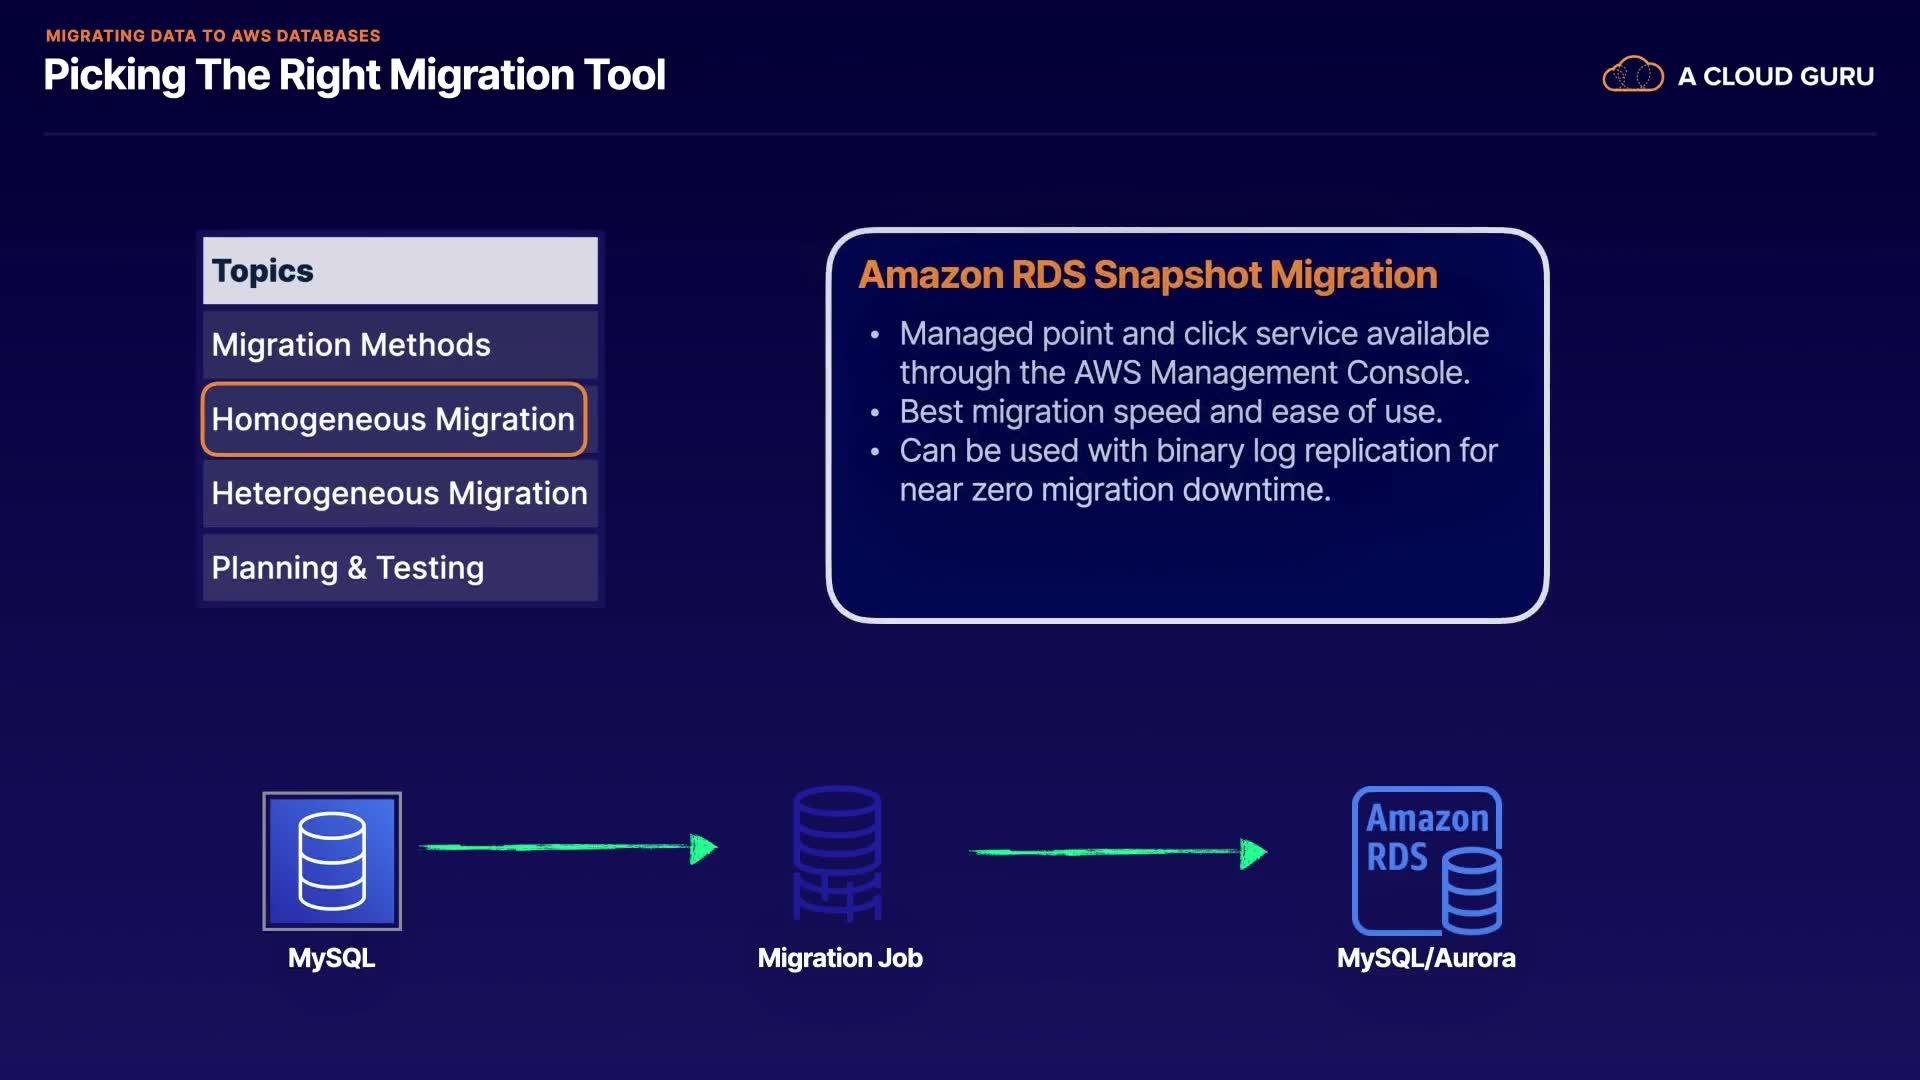 MIGRATING DATA TO AWS DATABASES
Picking The Right Migration Tool
A CLOUD GURU
Topics
Migration Methods
Homogeneous Migration
Heterogeneous Migration
Planning & Testing
Amazon RDS Snapshot Migration
• Managed point and click service available
through the AWS Management Console.
• Best migration speed and ease of use.
• Can be used with binary log replication for
near zero migration downtime.
MySQL
Migration Job
Amazon
RDS
MySQL/Aurora